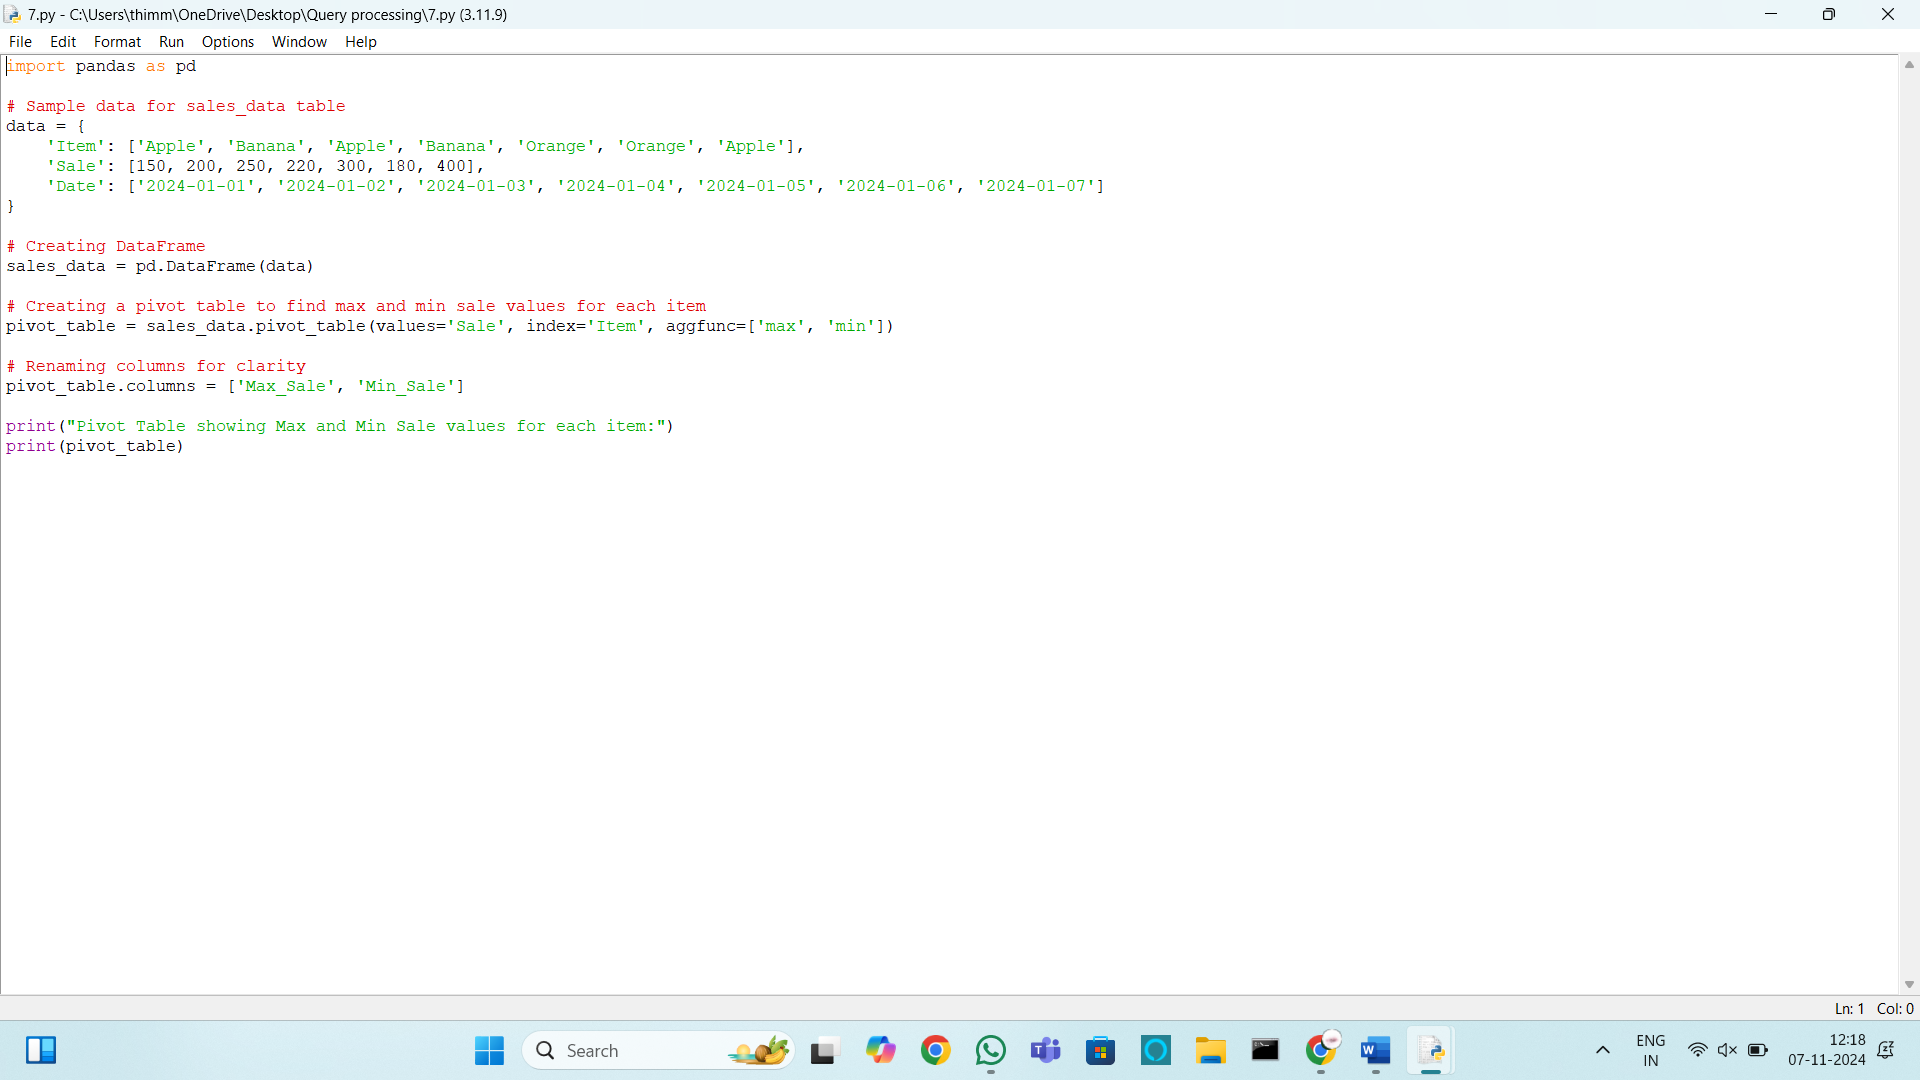 7.py - C:\Users\thimm\OneDrive\Desktop\Query processing\7.py (3.11.9)
File Edit Format Run Options Window Help
import pandas as pd
# Sample data for sales_data table
data = {
    'Item': ['Apple', 'Banana', 'Apple', 'Banana', 'Orange', 'Orange', 'Apple'],
    'Sale': [150, 200, 250, 220, 300, 180, 400],
    'Date': ['2024-01-01', '2024-01-02', '2024-01-03', '2024-01-04', '2024-01-05', '2024-01-06', '2024-01-07']
}
# Creating DataFrame
sales_data = pd.DataFrame(data)
# Creating a pivot table to find max and min sale values for each item
pivot_table = sales_data.pivot_table(values='Sale', index='Item', aggfunc=['max', 'min'])
# Renaming columns for clarity
pivot_table.columns = ['Max_Sale', 'Min_Sale']
print("Pivot Table showing Max and Min Sale values for each item:")
print(pivot_table)
Ln: 1 Col: 0
Search
ENG
IN
12:18
07-11-2024